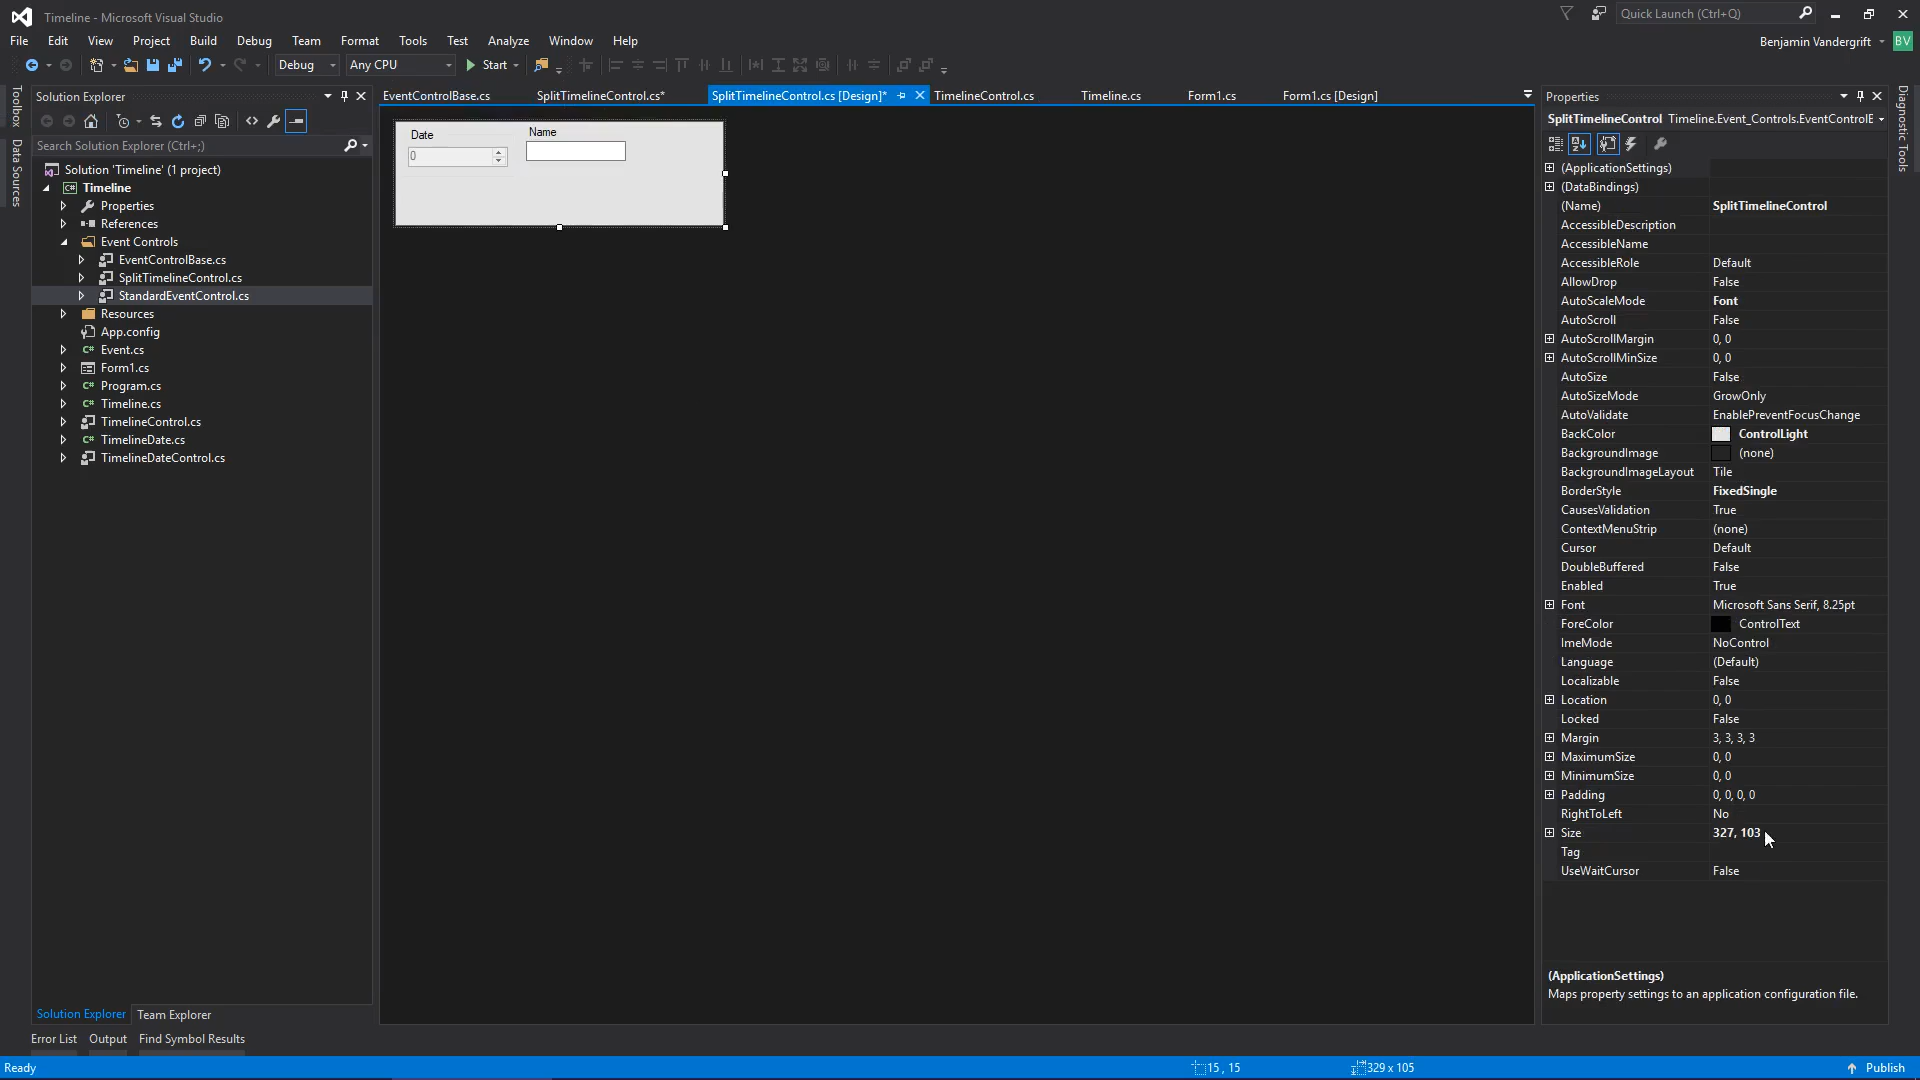 Timeline - Microsoft Visual Studio
Quick Launch (Ctrl+Q)
File Edit View Project Build Debug Team Format Tools Test Analyze Window Help
Benjamin Vandergrift BV
Debug Any CPU Start
Toolbox
Data Sources
Solution Explorer
Search Solution Explorer (Ctrl+;)
Solution 'Timeline' (1 project)
Timeline
Properties
References
Event Controls
EventControlBase.cs
SplitTimelineControl.cs
StandardEventControl.cs
Resources
App.config
Event.cs
Form1.cs
Program.cs
Timeline.cs
TimelineControl.cs
TimelineDate.cs
TimelineDateControl.cs
Solution Explorer Team Explorer
EventControlBase.cs SplitTimelineControl.cs* SplitTimelineControl.cs [Design]* TimelineControl.cs Timeline.cs Form1.cs Form1.cs [Design]
Date Name
0
Properties
SplitTimelineControl Timeline.Event_Controls.EventControlE
(ApplicationSettings)
(DataBindings)
(Name) SplitTimelineControl
AccessibleDescription
AccessibleName
AccessibleRole Default
AllowDrop False
AutoScaleMode Font
AutoScroll False
AutoScrollMargin 0, 0
AutoScrollMinSize 0, 0
AutoSize False
AutoSizeMode GrowOnly
AutoValidate EnablePreventFocusChange
BackColor ControlLight
BackgroundImage (none)
BackgroundImageLayout Tile
BorderStyle FixedSingle
CausesValidation True
ContextMenuStrip (none)
Cursor Default
DoubleBuffered False
Enabled True
Font Microsoft Sans Serif, 8.25pt
ForeColor ControlText
ImeMode NoControl
Language (Default)
Localizable False
Location 0, 0
Locked False
Margin 3, 3, 3, 3
MaximumSize 0, 0
MinimumSize 0, 0
Padding 0, 0, 0, 0
RightToLeft No
Size 327, 103
Tag
UseWaitCursor False
(ApplicationSettings)
Maps property settings to an application configuration file.
Diagnostic Tools
Error List Output Find Symbol Results
Ready 15 , 15 329 x 105 Publish